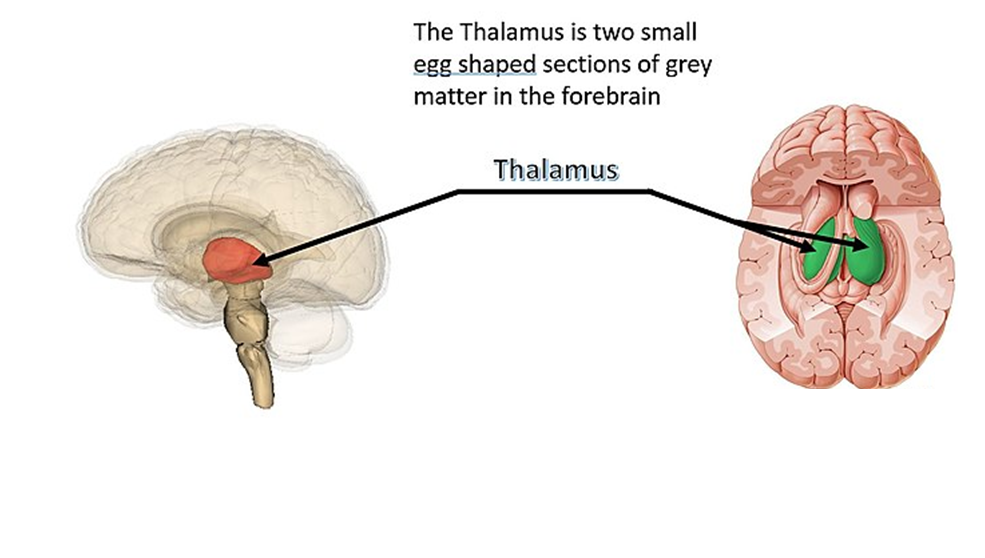 The Thalamus is two small
egg shaped sections of grey
matter in the forebrain
Thalamus